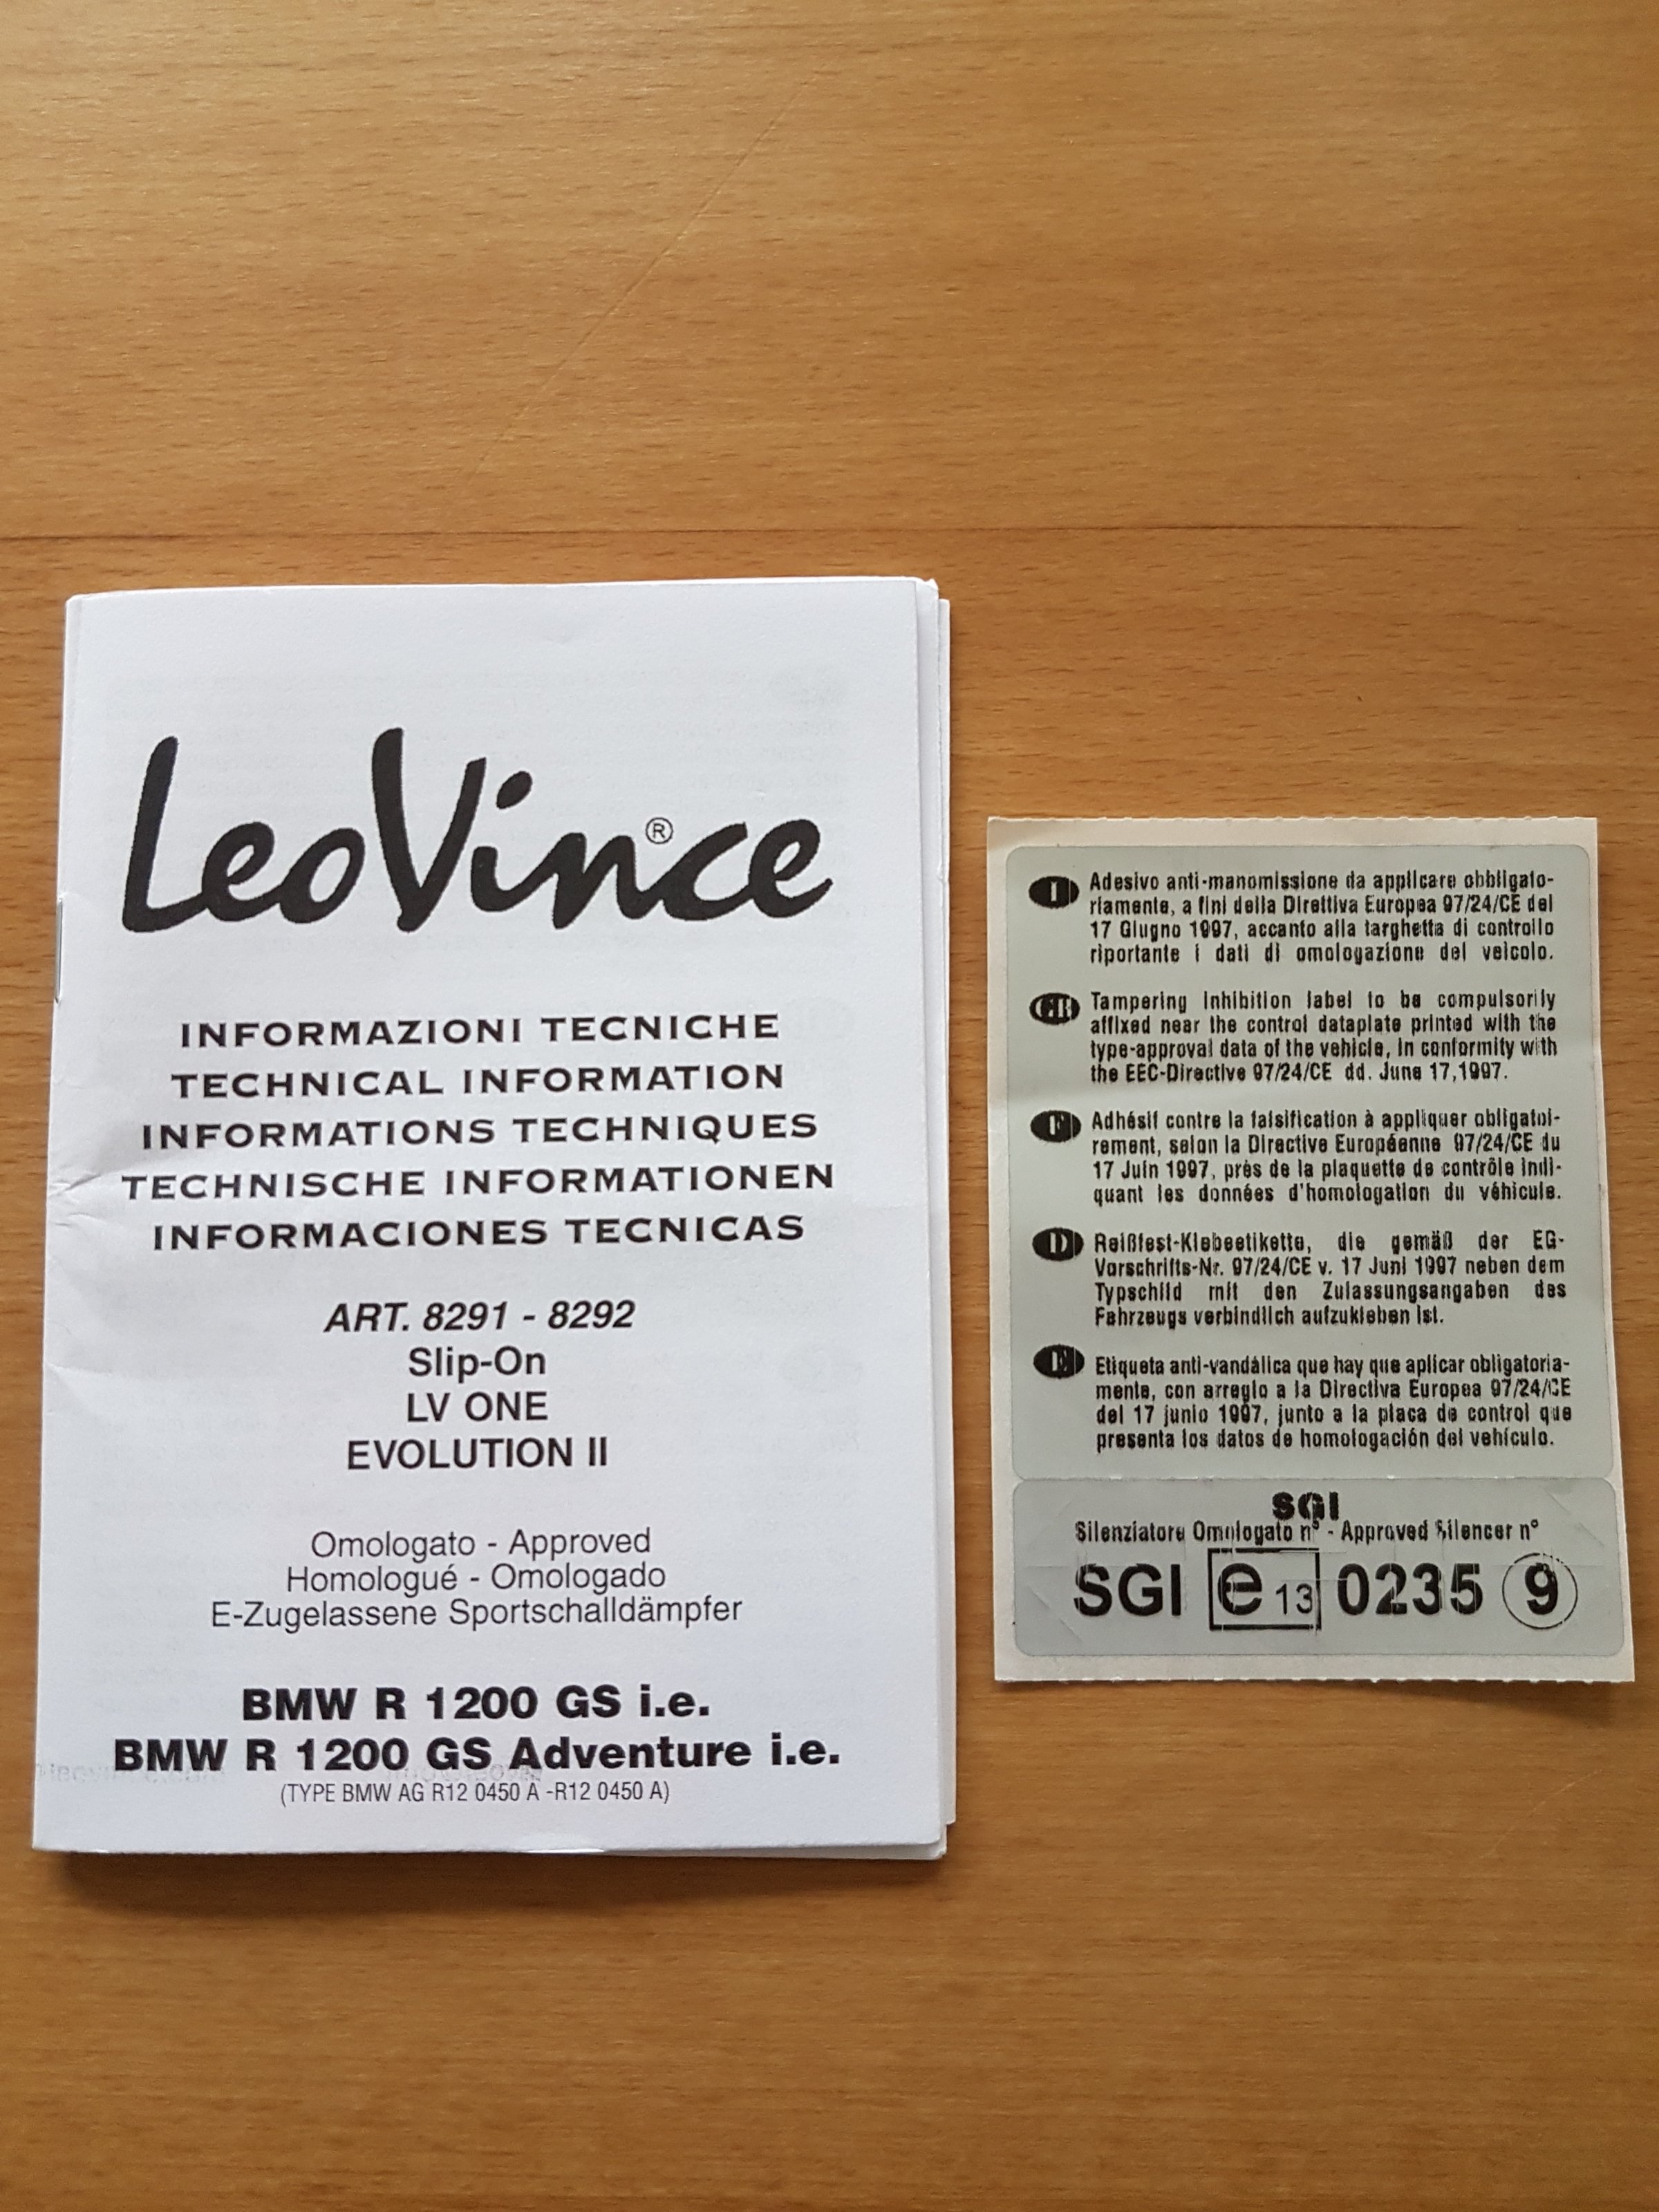 LeoVince®
INFORMAZIONI TECNICHE
TECHNICAL INFORMATION
INFORMATIONS TECHNIQUES
TECHNISCHE INFORMATIONEN
INFORMACIONES TECNICAS
ART. 8291 - 8292
Slip-On
LV ONE
EVOLUTION II
Omologato - Approved
Homologué - Omologado
E-Zugelassene Sportschalldämpfer
BMW R 1200 GS i.e.
BMW R 1200 GS Adventure i.e.
(TYPE BMW AG R12 0450 A -R12 0450 A)
I Adesivo anti-manomissione da applicare obbligato-
riamente, a fini della Direttiva Europea 97/24/CE del
17 Giugno 1997, accanto alla targhetta di controllo
riportante i dati di omologazione del veicolo.
GB Tampering Inhibition label to be compulsorily
affixed near the control dataplate printed with the
type-approval data of the vehicle, in conformity with
the EEC-Directive 97/24/CE dd. June 17,1997.
F Adhésif contre la falsification à appliquer obligatoi-
rement, selon la Directive Européenne 97/24/CE du
17 Juin 1997, près de la plaquette de contrôle indi-
quant les données d'homologation du véhicule.
D Reißfest-Klebeetikette, die gemäß der EG-
Vorschrifts-Nr. 97/24/CE v. 17 Juni 1997 neben dem
Typschild mit den Zulassungsangaben des
Fahrzeugs verbindlich aufzukleben ist.
E Etiqueta anti-vandálica que hay que aplicar obligatoria-
mente, con arreglo a la Directiva Europea 97/24/CE
del 17 junio 1997, junto a la placa de control que
presenta los datos de homologación del vehículo.
SGI
Silenziatore Omologato n° - Approved Silencer n°
SGI e 13 0235 9